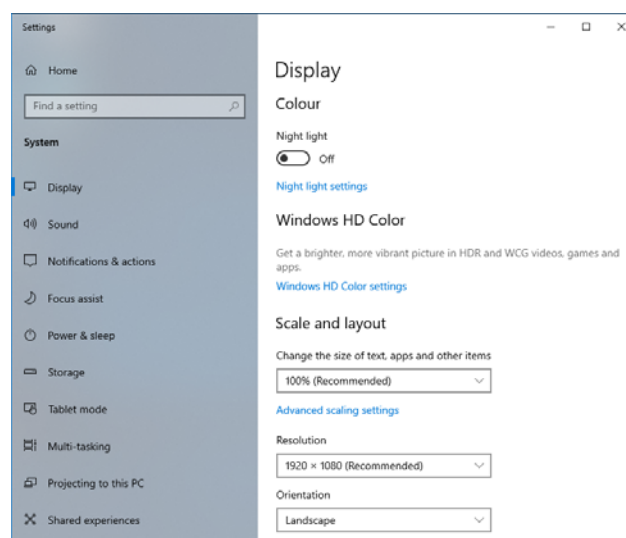 Settings
Home
Find a setting
System
Display
Sound
Notifications & actions
Focus assist
Power & sleep
Storage
Tablet mode
Multi-tasking
Projecting to this PC
Shared experiences
Display
Colour
Night light
Off
Night light settings
Windows HD Color
Get a brighter, more vibrant picture in HDR and WCG videos, games and
apps.
Windows HD Color settings
Scale and layout
Change the size of text, apps and other items
100% (Recommended)
Advanced scaling settings
Resolution
1920 × 1080 (Recommended)
Orientation
Landscape